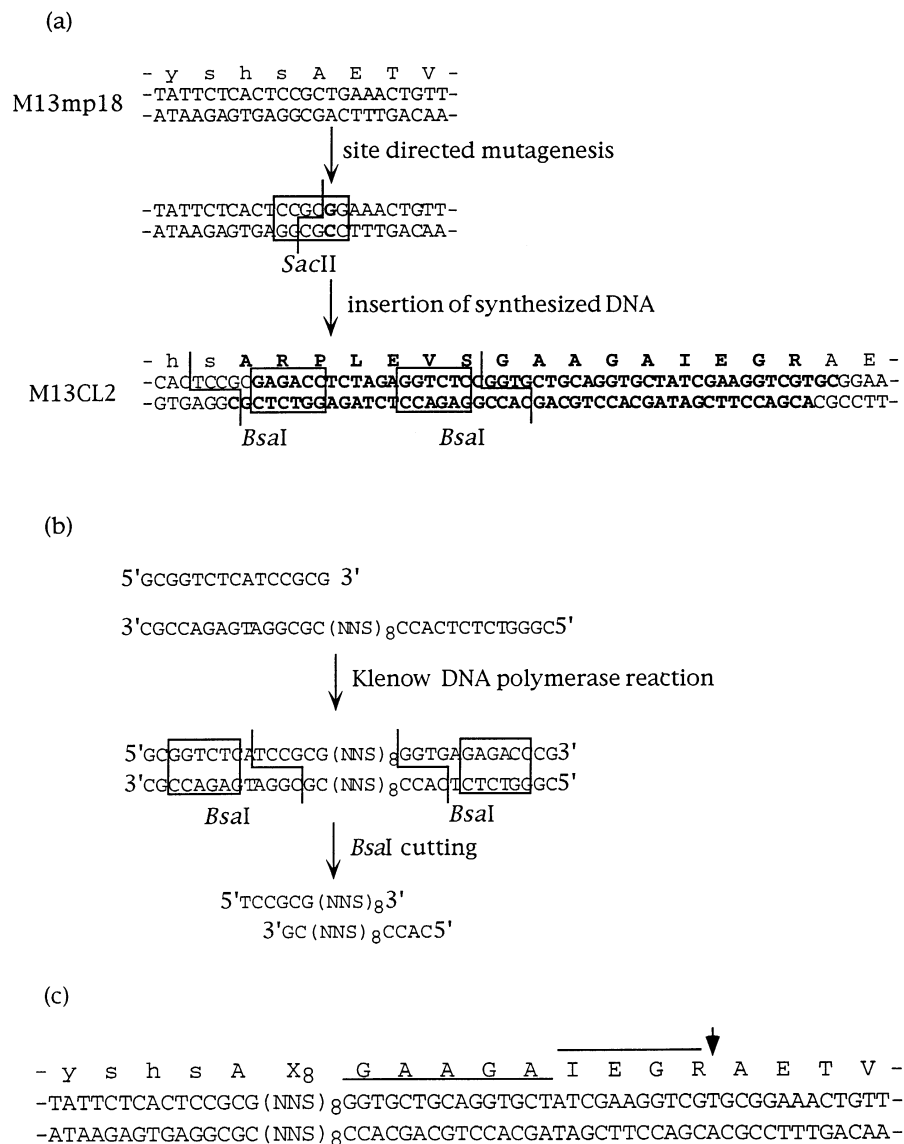 (a)
- y s h s A E T V -
M13mp18
-TATTCTCACTCCGCTGAAACTGTT-
-ATAAGAGTGAGGCGACTTTGACAA-
site directed mutagenesis
-TATTCTCACTCCGCGGAAACTGTT-
-ATAAGAGTGAGGCGCCTTTGACAA-
SacII
insertion of synthesized DNA
- h s A R P L E V S G A A G A I E G R A E-
M13CL2
-CACTCCGCGAGACCTCTAGAGGTCTCCGGTGCTGCAGGTGCTATCGAAGGTCGTGCGGAA-
-GTGAGGCGCTCTGGAGATCTCCAGAGGCCACGACGTCCACGATAGCTTCCAGCACGCCTT-
BsaI BsaI
(b)
5'GCGGTCTCATCCGCG 3'
3'CGCCAGAGTAGGCGC(NNS)8CCACTCTCTGGGC5'
Klenow DNA polymerase reaction
5'GCGGTCTCATCCGCG(NNS)8GGTGAGAGACCCG3'
3'CGCCAGAGTAGGCGC(NNS)8CCACTCTCTGGGC5'
BsaI BsaI
BsaI cutting
5'TCCGCG(NNS)83'
3'GC(NNS)8CCAC5'
(c)
- y s h s A X8 G A A G A I E G R A E T V -
-TATTCTCACTCCGCG(NNS)8GGTGCTGCAGGTGCTATCGAAGGTCGTGCGGAAACTGTT-
-ATAAGAGTGAGGCGC(NNS)8CCACGACGTCCACGATAGCTTCCAGCACGCCTTTGACAA-